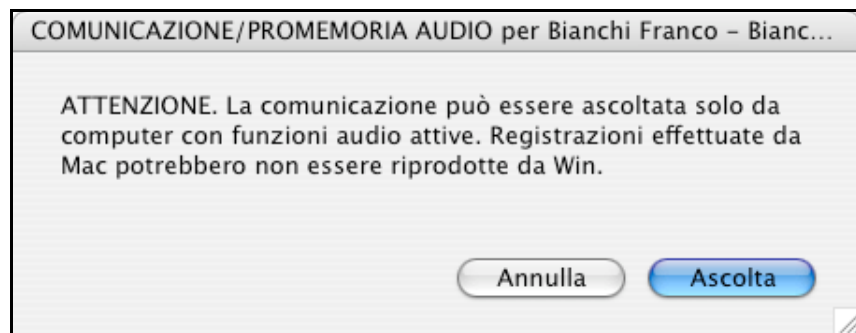 COMUNICAZIONE/PROMEMORIA AUDIO per Bianchi Franco – Bianc...
ATTENZIONE. La comunicazione può essere ascoltata solo da
computer con funzioni audio attive. Registrazioni effettuate da
Mac potrebbero non essere riprodotte da Win.
Annulla Ascolta